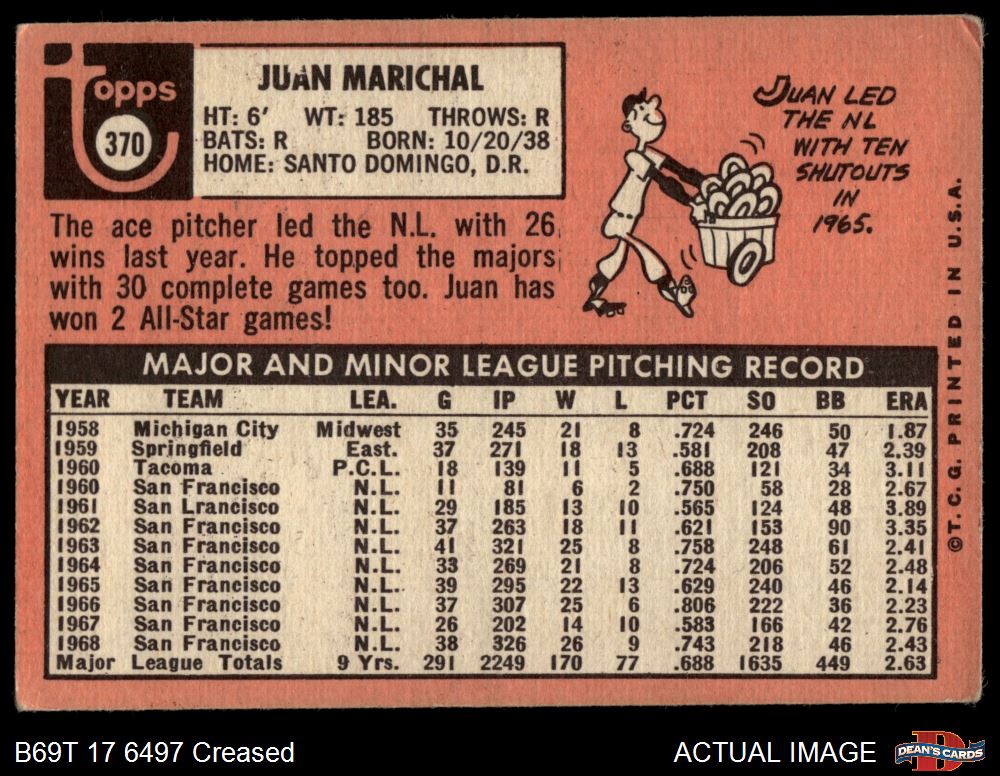 Topps
370
JUAN MARICHAL
HT: 6′ WT: 185 THROWS: R
BATS: R BORN: 10/20/38
HOME: SANTO DOMINGO, D.R.
The ace pitcher led the N.L. with 26
wins last year. He topped the majors
with 30 complete games too. Juan has
won 2 All-Star games!
JUAN LED
THE NL
WITH TEN
SHUTOUTS
IN
1965.
©T.C.G. PRINTED IN U.S.A.
MAJOR AND MINOR LEAGUE PITCHING RECORD
YEAR TEAM LEA. G IP W L PCT SO BB ERA
1958 Michigan City Midwest 35 245 21 8 .724 246 50 1.87
1959 Springfield East. 37 271 18 13 .581 208 47 2.39
1960 Tacoma P.C.L. 18 139 11 5 .688 121 34 3.11
1960 San Francisco N.L. 11 81 6 2 .750 58 28 2.67
1961 San Lrancisco N.L. 29 185 13 10 .565 124 48 3.89
1962 San Francisco N.L. 37 263 18 11 .621 153 90 3.35
1963 San Francisco N.L. 41 321 25 8 .758 248 61 2.41
1964 San Francisco N.L. 33 269 21 8 .724 206 52 2.48
1965 San Francisco N.L. 39 295 22 13 .629 240 46 2.14
1966 San Francisco N.L. 37 307 25 6 .806 222 36 2.23
1967 San Francisco N.L. 26 202 14 10 .583 166 42 2.76
1968 San Francisco N.L. 38 326 26 9 .743 218 46 2.43
Major League Totals 9 Yrs. 291 2249 170 77 .688 1635 449 2.63
B69T 17 6497 Creased
ACTUAL IMAGE
DEAN'S CARDS